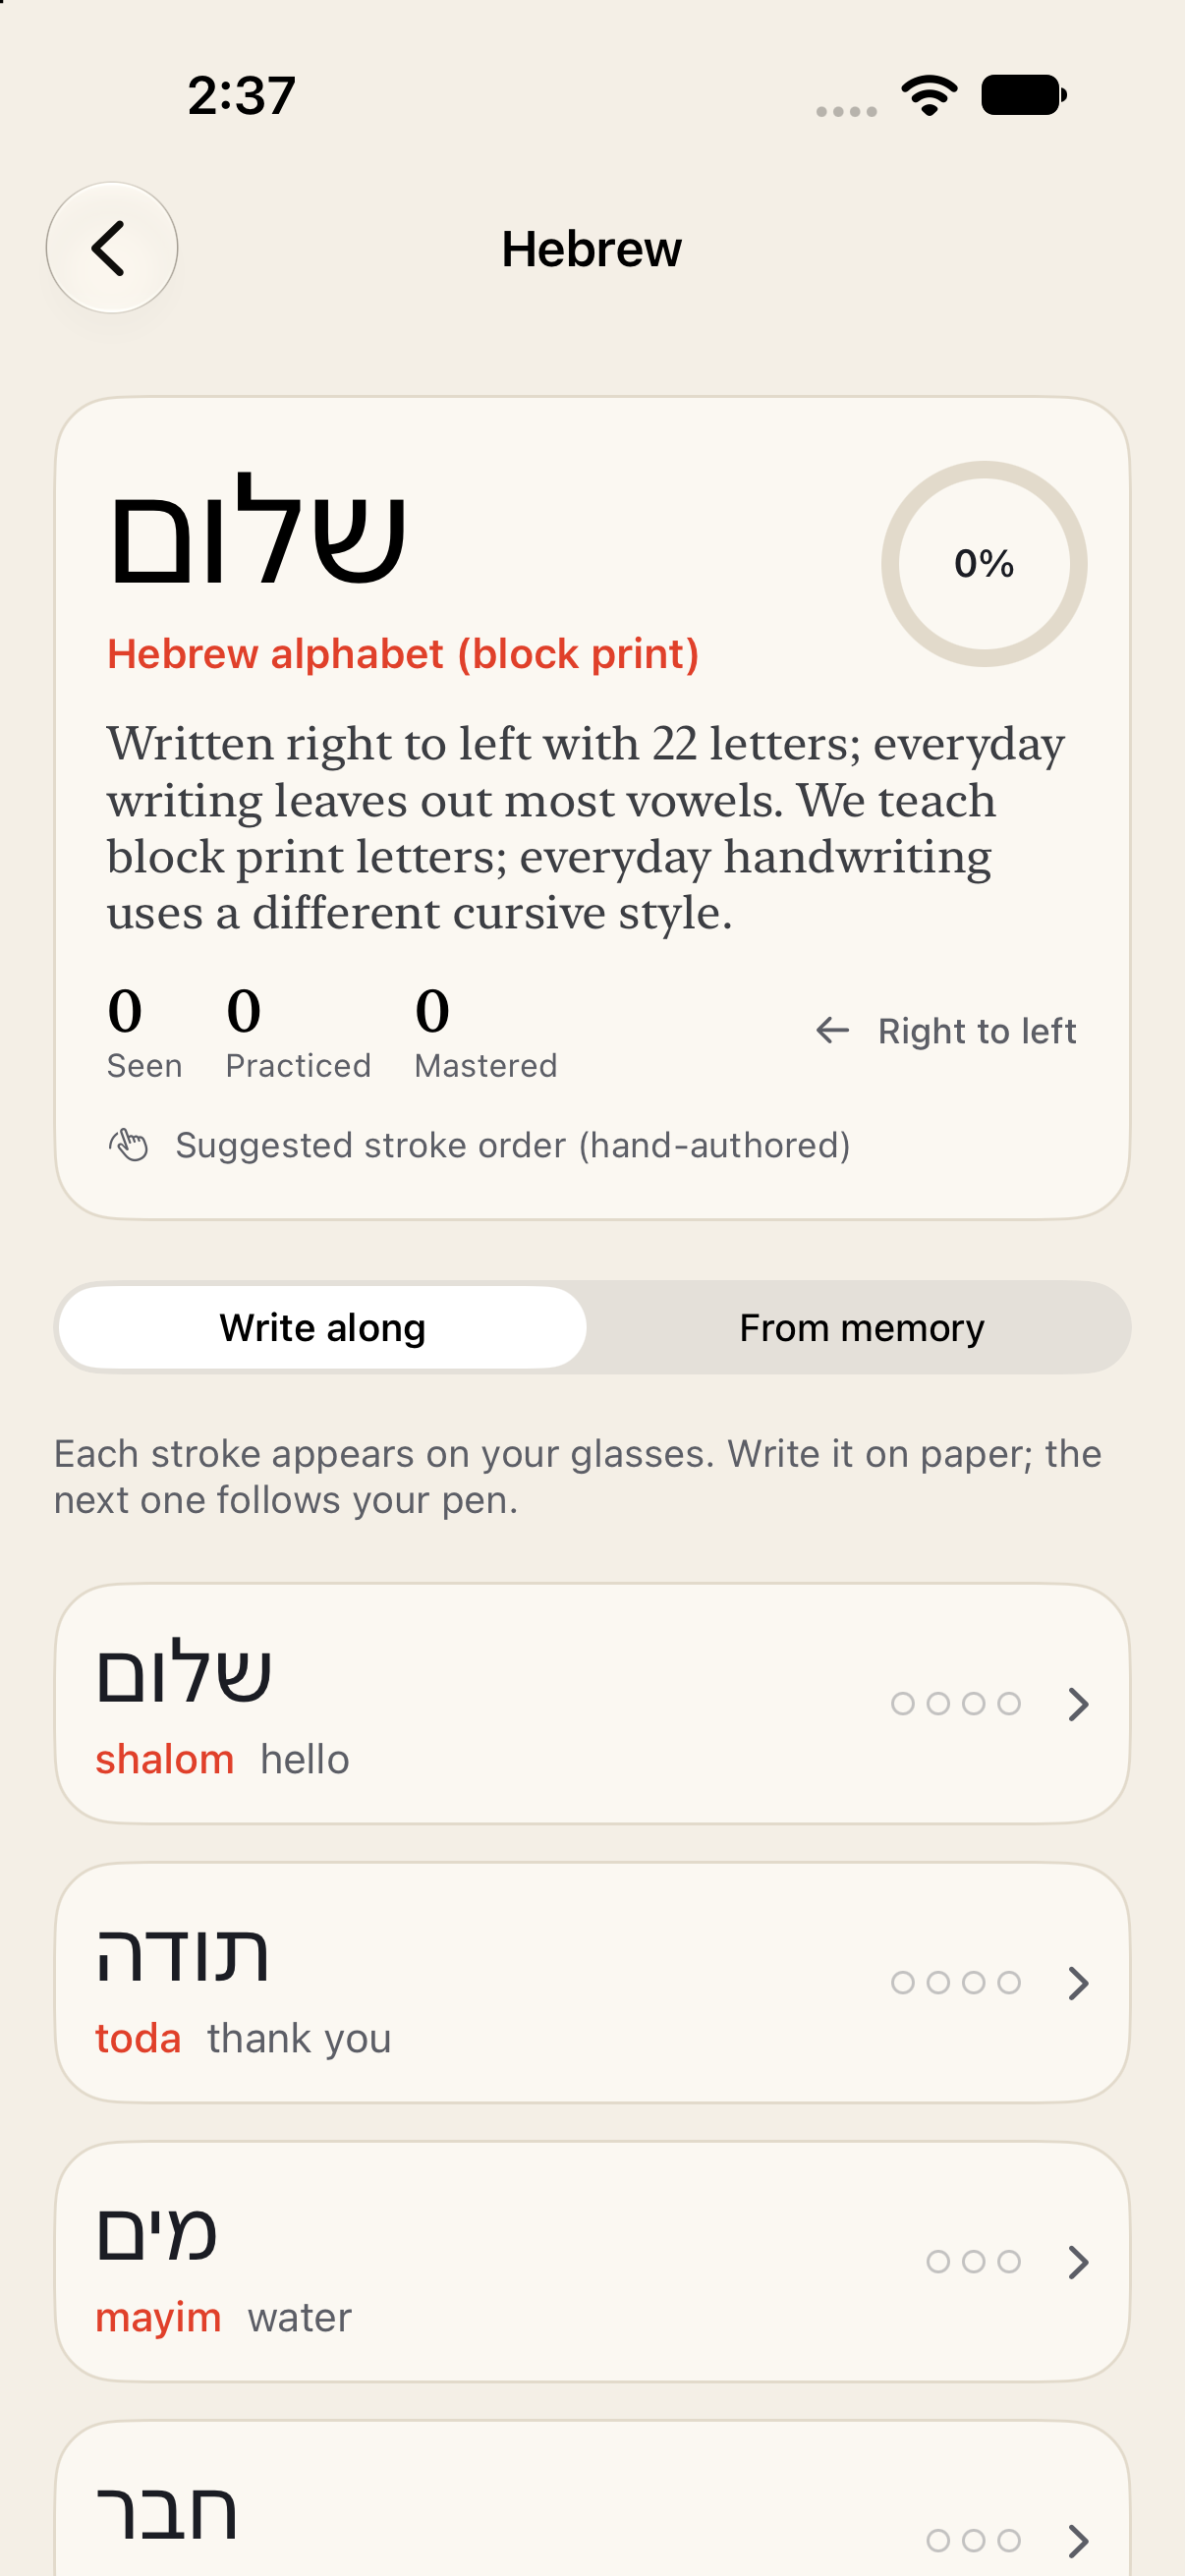 2:37
Hebrew
שלום
0%
Hebrew alphabet (block print)
Written right to left with 22 letters; everyday
writing leaves out most vowels. We teach
block print letters; everyday handwriting
uses a different cursive style.
0 0 0
Seen Practiced Mastered
← Right to left
Suggested stroke order (hand-authored)
Write along From memory
Each stroke appears on your glasses. Write it on paper; the
next one follows your pen.
שלום
shalom hello
תודה
toda thank you
מים
mayim water
חבר